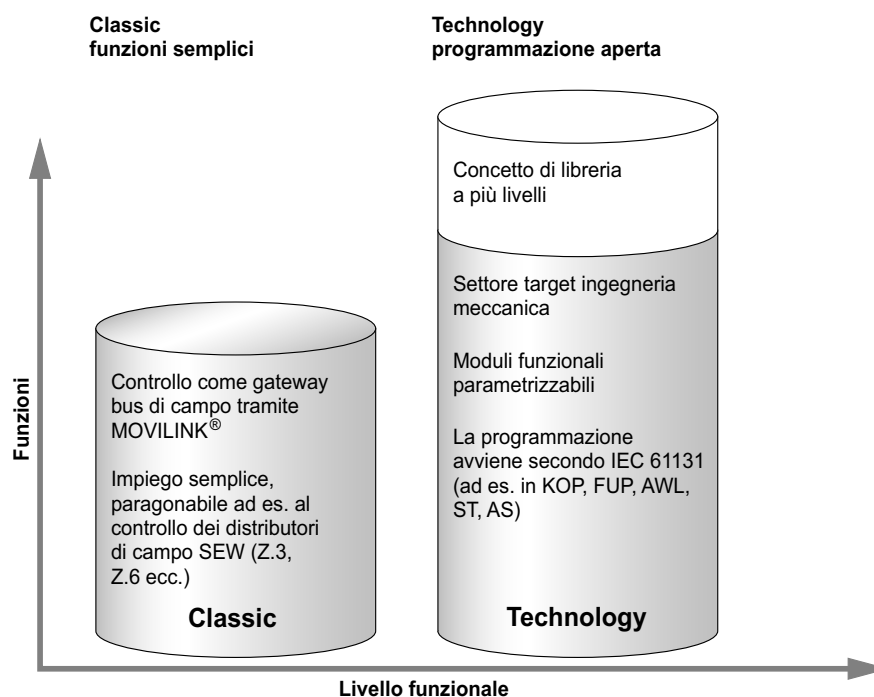 Classic
funzioni semplici
Technology
programmazione aperta
Funzioni
Controllo come gateway
bus di campo tramite
MOVILINK®
Impiego semplice,
paragonabile ad es. al
controllo dei distributori
di campo SEW (Z.3,
Z.6 ecc.)
Classic
Concetto di libreria
a più livelli
Settore target ingegneria
meccanica
Moduli funzionali
parametrizzabili
La programmazione
avviene secondo IEC 61131
(ad es. in KOP, FUP, AWL,
ST, AS)
Technology
Livello funzionale